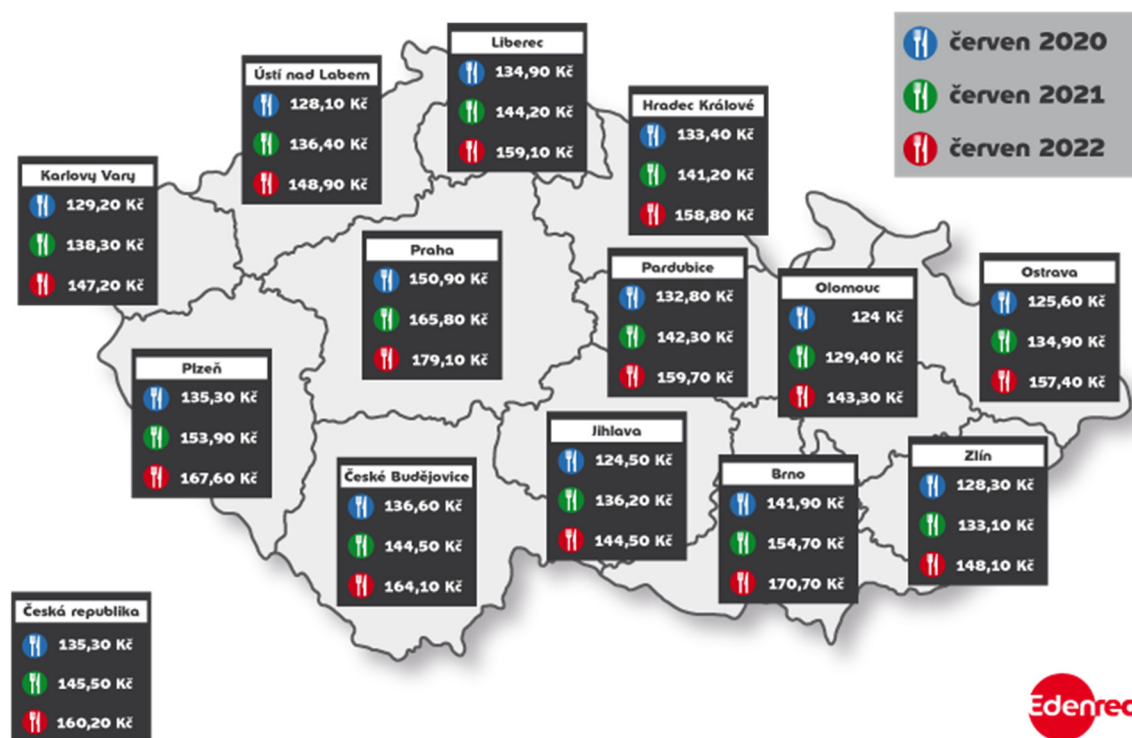 Liberec
134,90 Kč
144,20 Kč
159,10 Kč
červen 2020
červen 2021
červen 2022
Ústí nad Labem
128,10 Kč
136,40 Kč
148,90 Kč
Hradec Králové
133,40 Kč
141,20 Kč
158,80 Kč
Karlovy Vary
129,20 Kč
138,30 Kč
147,20 Kč
Praha
150,90 Kč
165,80 Kč
179,10 Kč
Pardubice
132,80 Kč
142,30 Kč
159,70 Kč
Olomouc
124 Kč
129,40 Kč
143,30 Kč
Ostrava
125,60 Kč
134,90 Kč
157,40 Kč
Plzeň
135,30 Kč
153,90 Kč
167,60 Kč
České Budějovice
136,60 Kč
144,50 Kč
164,10 Kč
Jihlava
124,50 Kč
136,20 Kč
144,50 Kč
Brno
141,90 Kč
154,70 Kč
170,70 Kč
Zlín
128,30 Kč
133,10 Kč
148,10 Kč
Česká republika
135,30 Kč
145,50 Kč
160,20 Kč
Edenred